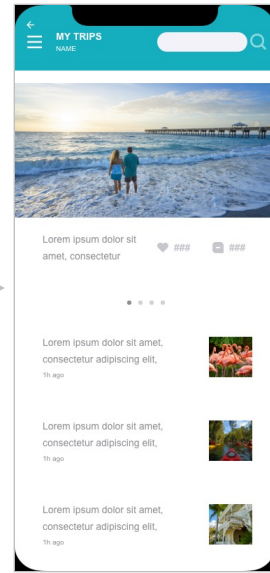 MY TRIPS
NAME
Lorem ipsum dolor sit
amet, consectetur
###
###
Lorem ipsum dolor sit amet,
consectetur adipiscing elit,
1h ago
Lorem ipsum dolor sit amet,
consectetur adipiscing elit,
1h ago
Lorem ipsum dolor sit amet,
consectetur adipiscing elit,
1h ago